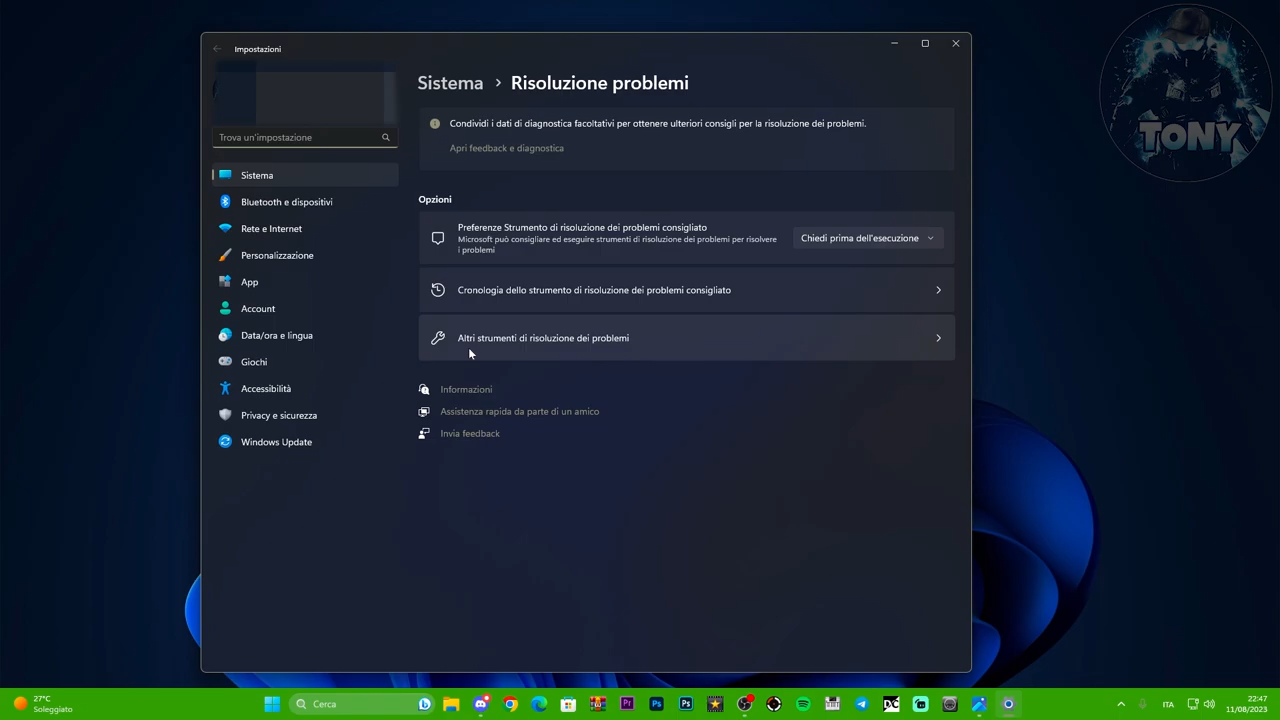 Impostazioni
TONY
Sistema > Risoluzione problemi
Condividi i dati di diagnostica facoltativi per ottenere ulteriori consigli per la risoluzione dei problemi.
Apri feedback e diagnostica
Trova un'impostazione
Sistema
Bluetooth e dispositivi
Rete e Internet
Personalizzazione
App
Account
Data/ora e lingua
Giochi
Accessibilità
Privacy e sicurezza
Windows Update
Opzioni
Preferenze Strumento di risoluzione dei problemi consigliato
Microsoft può consigliare ed eseguire strumenti di risoluzione dei problemi per risolvere
i problemi
Chiedi prima dell'esecuzione
Cronologia dello strumento di risoluzione dei problemi consigliato
Altri strumenti di risoluzione dei problemi
Informazioni
Assistenza rapida da parte di un amico
Invia feedback
27°C
Soleggiato
Cerca
Pr
Ps
Ps
ITA
22:47
11/08/2023